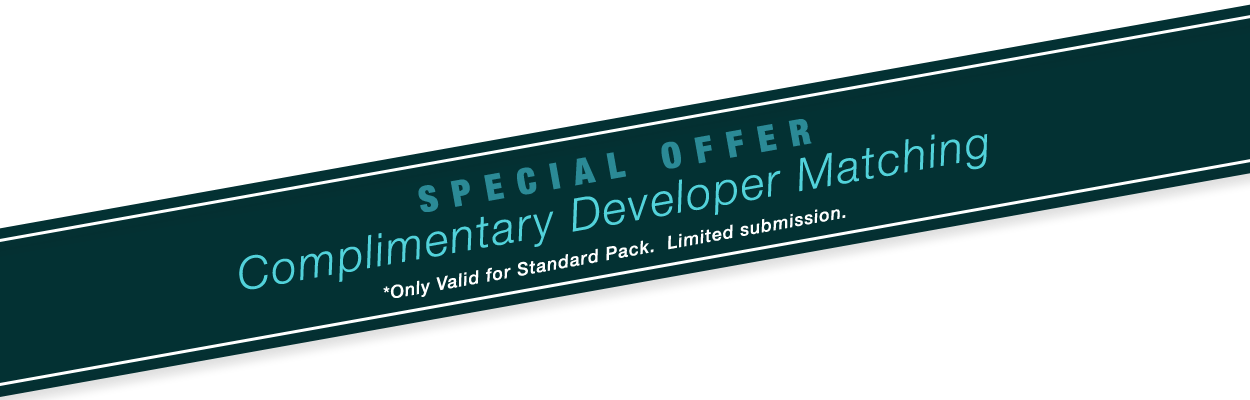 SPECIAL OFFER
Complimentary Developer Matching
*Only Valid for Standard Pack. Limited submission.